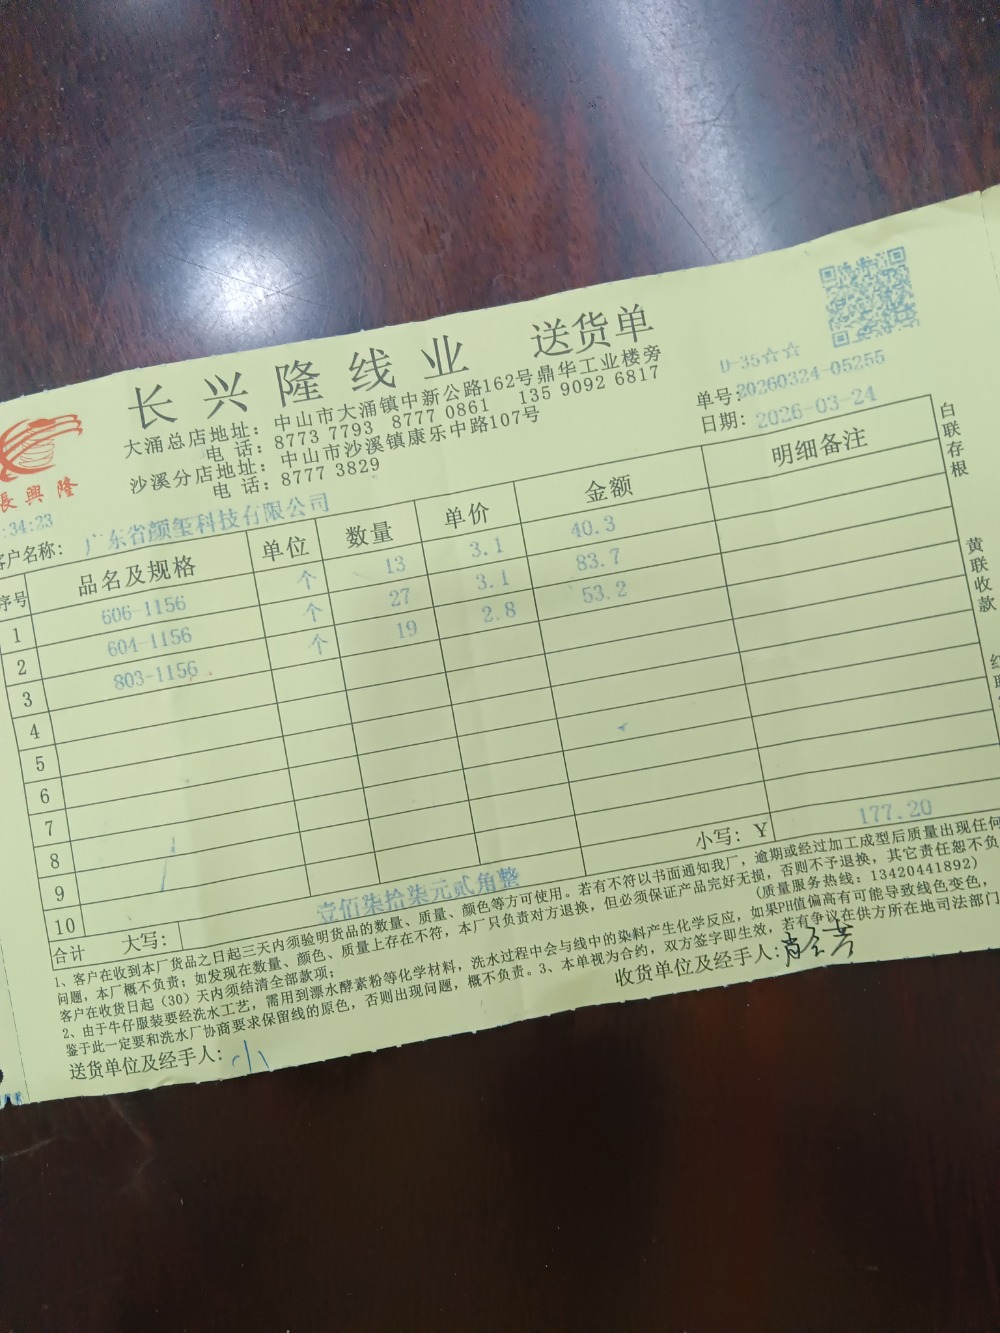 长兴隆线业 送货单
大涌总店地址：中山市大涌镇中新公路162号鼎华工业楼旁
电 话：8773 7793 8777 0861 135 9092 6817
沙溪分店地址：中山市沙溪镇康乐中路107号
电 话：8777 3829
長興隆
D-35☆☆
单号：20260324-05255
日期：2026-03-24
:34:23
客户名称：广东省颜玺科技有限公司
序号 品名及规格 单位 数量 单价 金额 明细备注
1 606-1156 个 13 3.1 40.3
2 604-1156 个 27 3.1 83.7
3 803-1156 个 19 2.8 53.2
4
5
6
7
8
9
10
合计 大写：壹佰柒拾柒元贰角整 小写：Y 177.20
1、客户在收到本厂货品之日起三天内须验明货品的数量、质量、颜色等方可使用。若有不符以书面通知我厂，逾期或经过加工成型后质量出现任何
问题，本厂概不负责；如发现在数量、颜色、质量上存在不符，本厂只负责对方退换，但必须保证产品完好无损，否则不予退换，其它责任恕不负
客户在收货日起（30）天内须结清全部款项；（质量服务热线：13420441892）
2、由于牛仔服装要经洗水工艺，需用到漂水酵素粉等化学材料，洗水过程中会与线中的染料产生化学反应，如果PH值偏高有可能导致线色变色，
鉴于此一定要和洗水厂协商要求保留线的原色，否则出现问题，概不负责。3、本单视为合约，双方签字即生效，若有争议在供方所在地司法部门
送货单位及经手人：小
收货单位及经手人：
白联存根
黄联收款
红